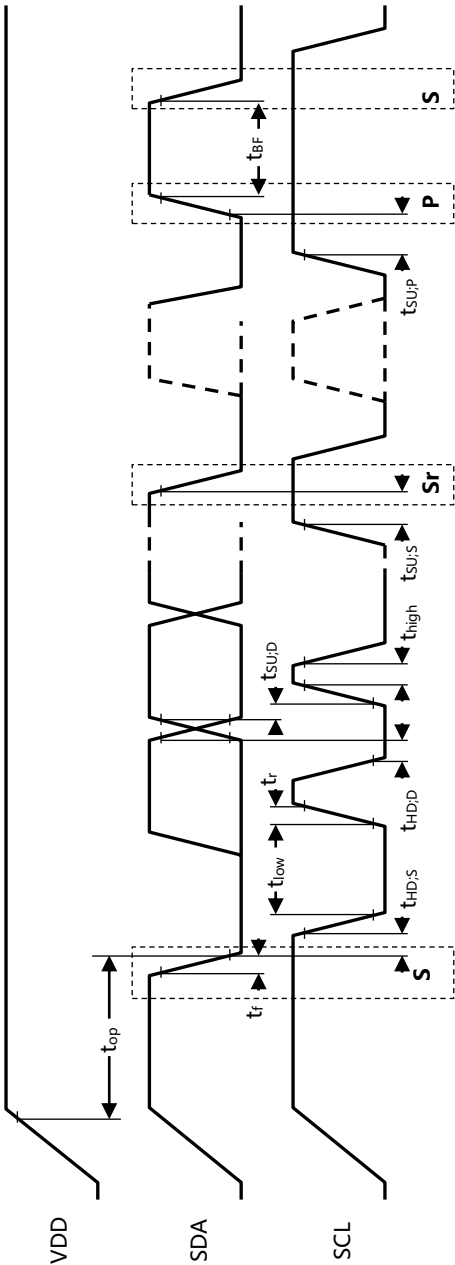 VDD
SDA
SCL
top
tf
tlow
tr
tSU;D
tBF
tHD;S
tHD;D
thigh
tSU;S
tSU;P
S
Sr
P
S